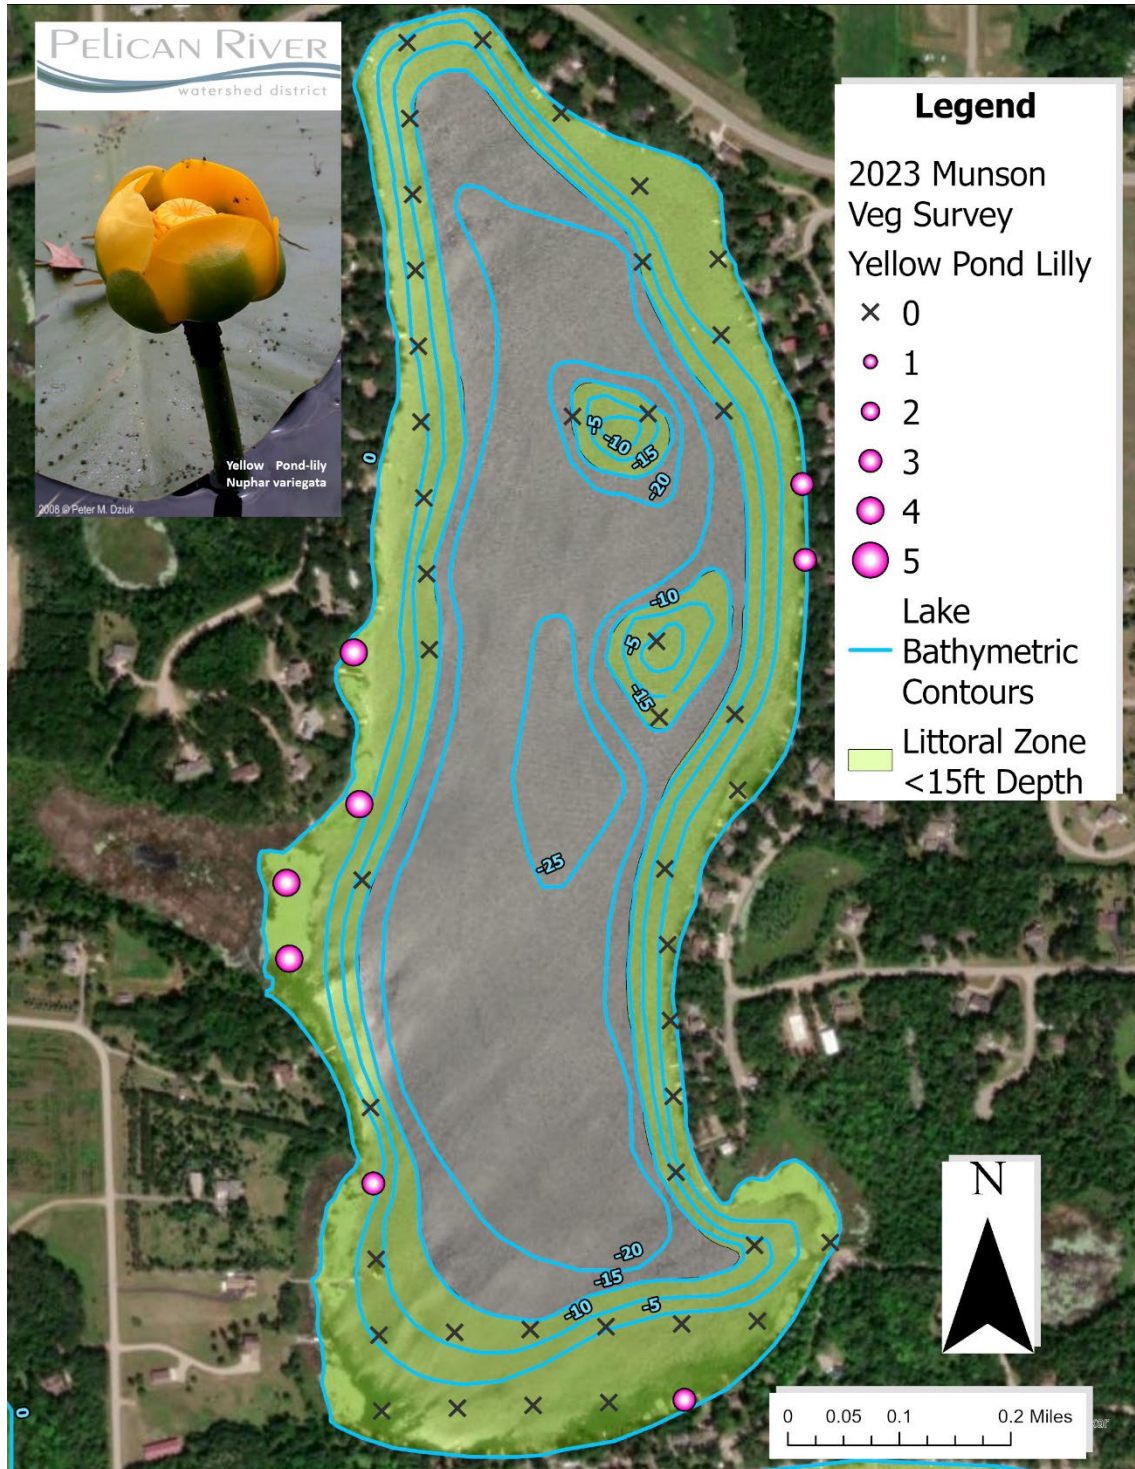 PELICAN RIVER
watershed district
Yellow Pond-lily
Nuphar variegata
2008 © Peter M. Dziuk
Legend
2023 Munson
Veg Survey
Yellow Pond Lilly
0
1
2
3
4
5
Lake
Bathymetric
Contours
Littoral Zone
<15ft Depth
0
-5
-10
-15
-20
-10
-5
-15
-25
-20
-15
-10
-5
N
0
0 0.05 0.1 0.2 Miles